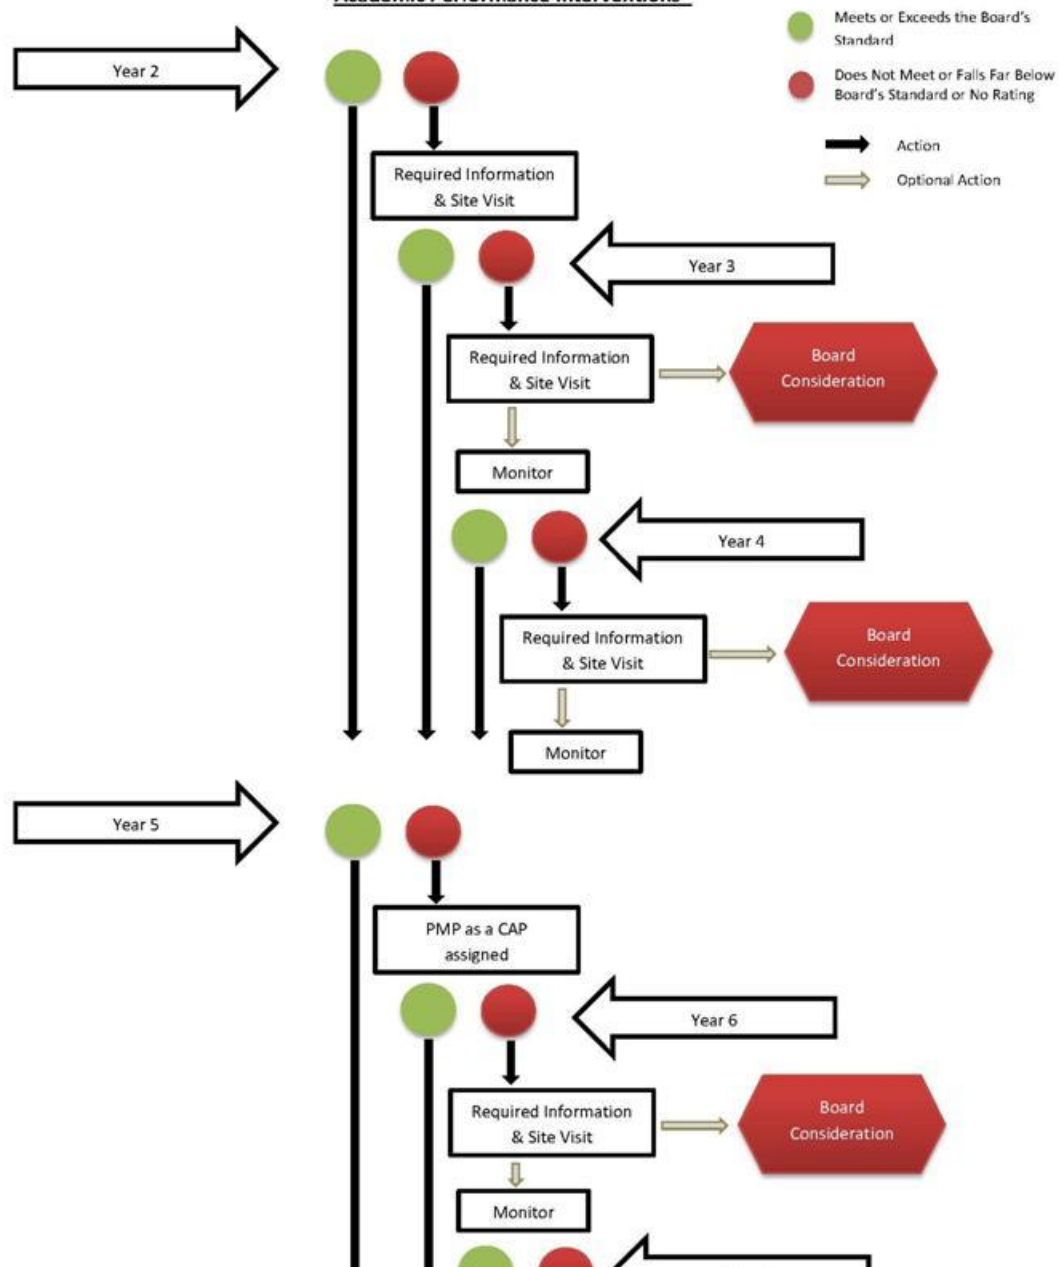 Academic Performance Interventions
Meets or Exceeds the Board's
Standard
Year 2
Does Not Meet or Falls Far Below
Board's Standard or No Rating
Action
Required Information
& Site Visit
Optional Action
Year 3
Required Information
& Site Visit
Board
Consideration
Monitor
Year 4
Required Information
& Site Visit
Board
Consideration
Monitor
Year 5
PMP as a CAP
assigned
Year 6
Required Information
& Site Visit
Board
Consideration
Monitor